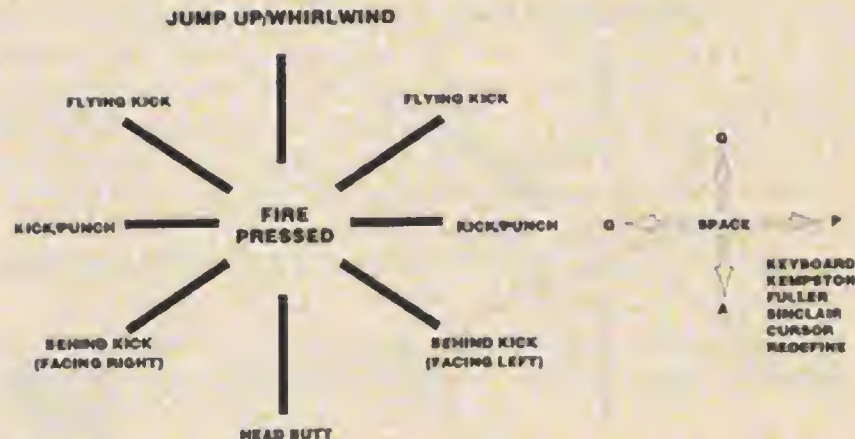 JUMP UP/WHIRLWIND
FLYING KICK
FLYING KICK
KICK/PUNCH
FIRE
PRESSED
KICK/PUNCH
BEHIND KICK
(FACING RIGHT)
BEHIND KICK
(FACING LEFT)
HEAD BUTT
Q
O
SPACE
P
A
KEYBOARD
KEMPSTON
FULLER
SINCLAIR
CURSOR
REDEFINE